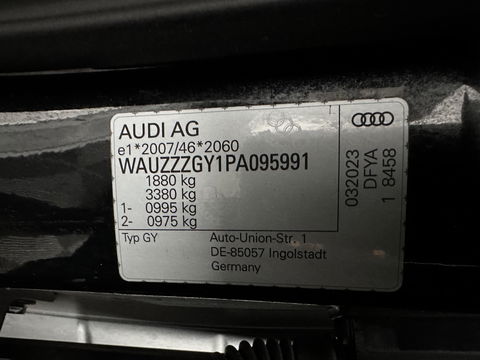 AUDI AG
e1*2007/46*2060
WAUZZZGY1PA095991
1880 kg
3380 kg
1- 0995 kg
2- 0975 kg
Typ GY
Auto-Union-Str. 1
DE-85057 Ingolstadt
Germany
032023
DFYA
1 8458